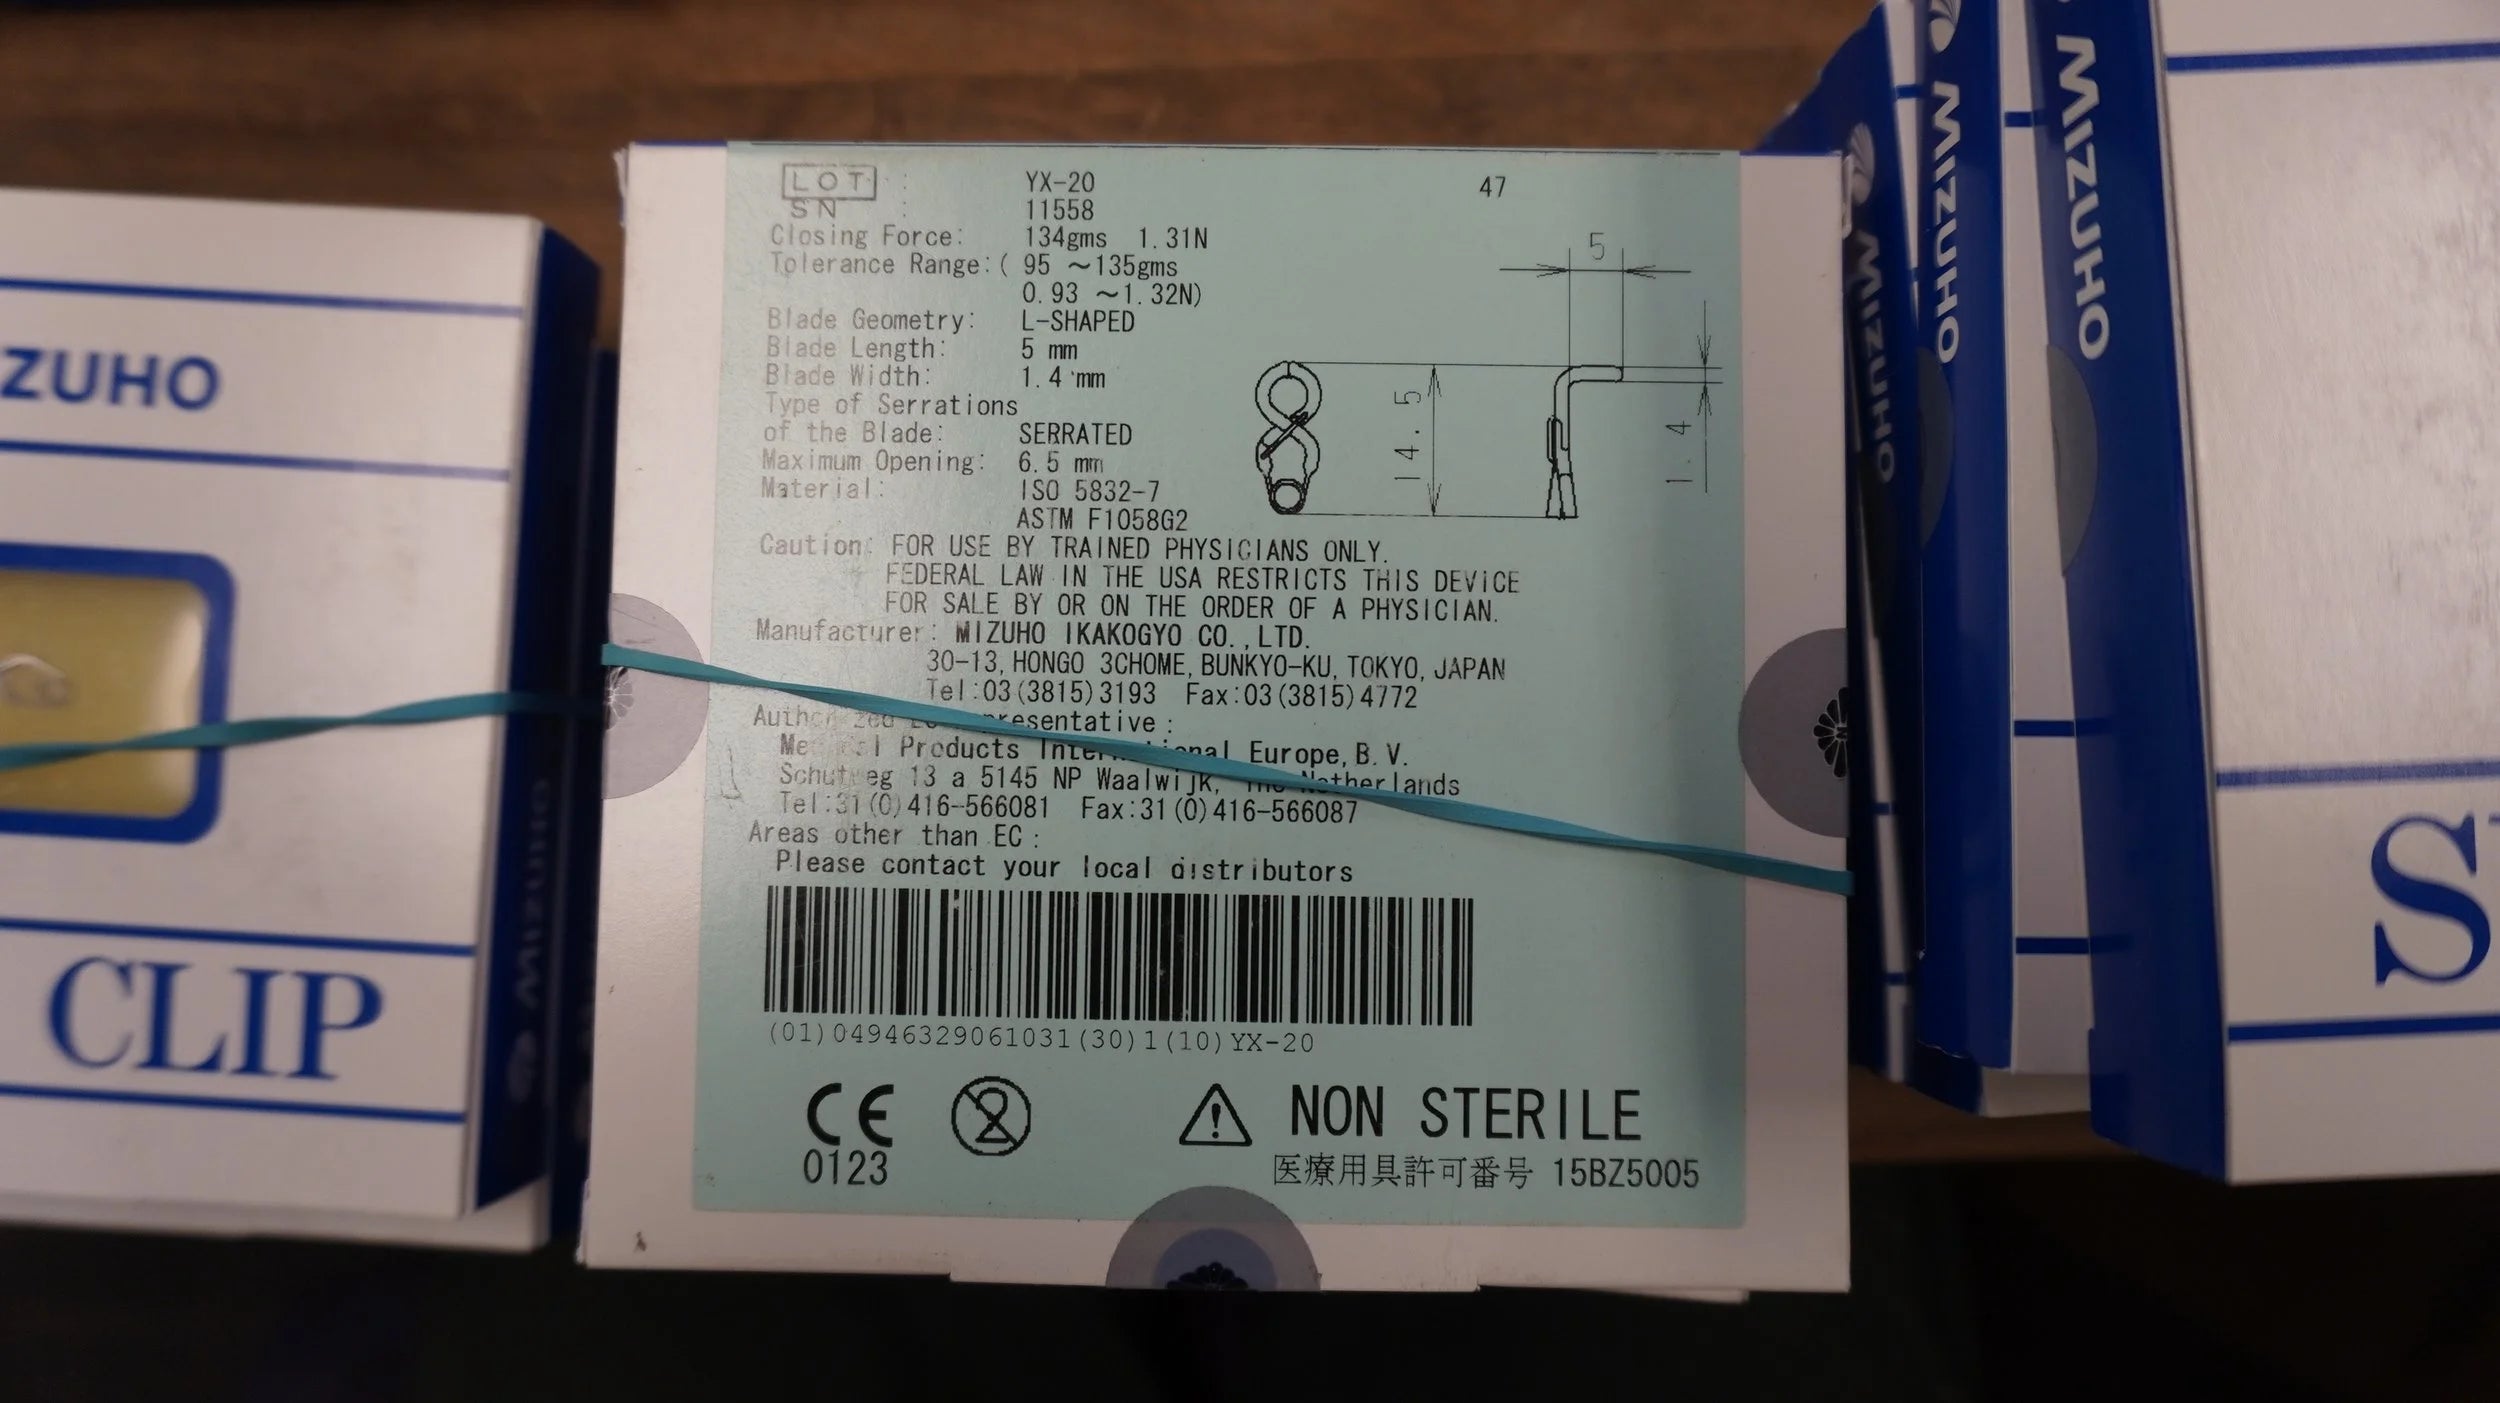 ZUHO
CLIP
MIZUHO
LOT : YX-20
47
SN : 11558
Closing Force: 134gms 1.31N
Tolerance Range:( 95 ~135gms
0.93 ~1.32N)
Blade Geometry: L-SHAPED
Blade Length: 5 mm
Blade Width: 1.4 mm
Type of Serrations
of the Blade: SERRATED
Maximum Opening: 6.5 mm
Material: ISO 5832-7
ASTM F1058G2
5
14.5
1.4
Caution: FOR USE BY TRAINED PHYSICIANS ONLY.
FEDERAL LAW IN THE USA RESTRICTS THIS DEVICE
FOR SALE BY OR ON THE ORDER OF A PHYSICIAN.
Manufacturer: MIZUHO IKAKOGYO CO.,LTD.
30-13, HONGO 3CHOME, BUNKYO-KU, TOKYO, JAPAN
Tel:03(3815)3193 Fax:03(3815)4772
Authorized Representative :
Medical Products International Europe, B.V.
Schutweg 13 a 5145 NP Waalwijk, The Netherlands
Tel:31(0)416-566081 Fax:31(0)416-566087
Areas other than EC :
Please contact your local distributors
(01)04946329061031(30)1(10)YX-20
CE
0123
NON STERILE
医療用具許可番号 15BZ5005
MIZUHO
MIZUHO
MIZUHO
S